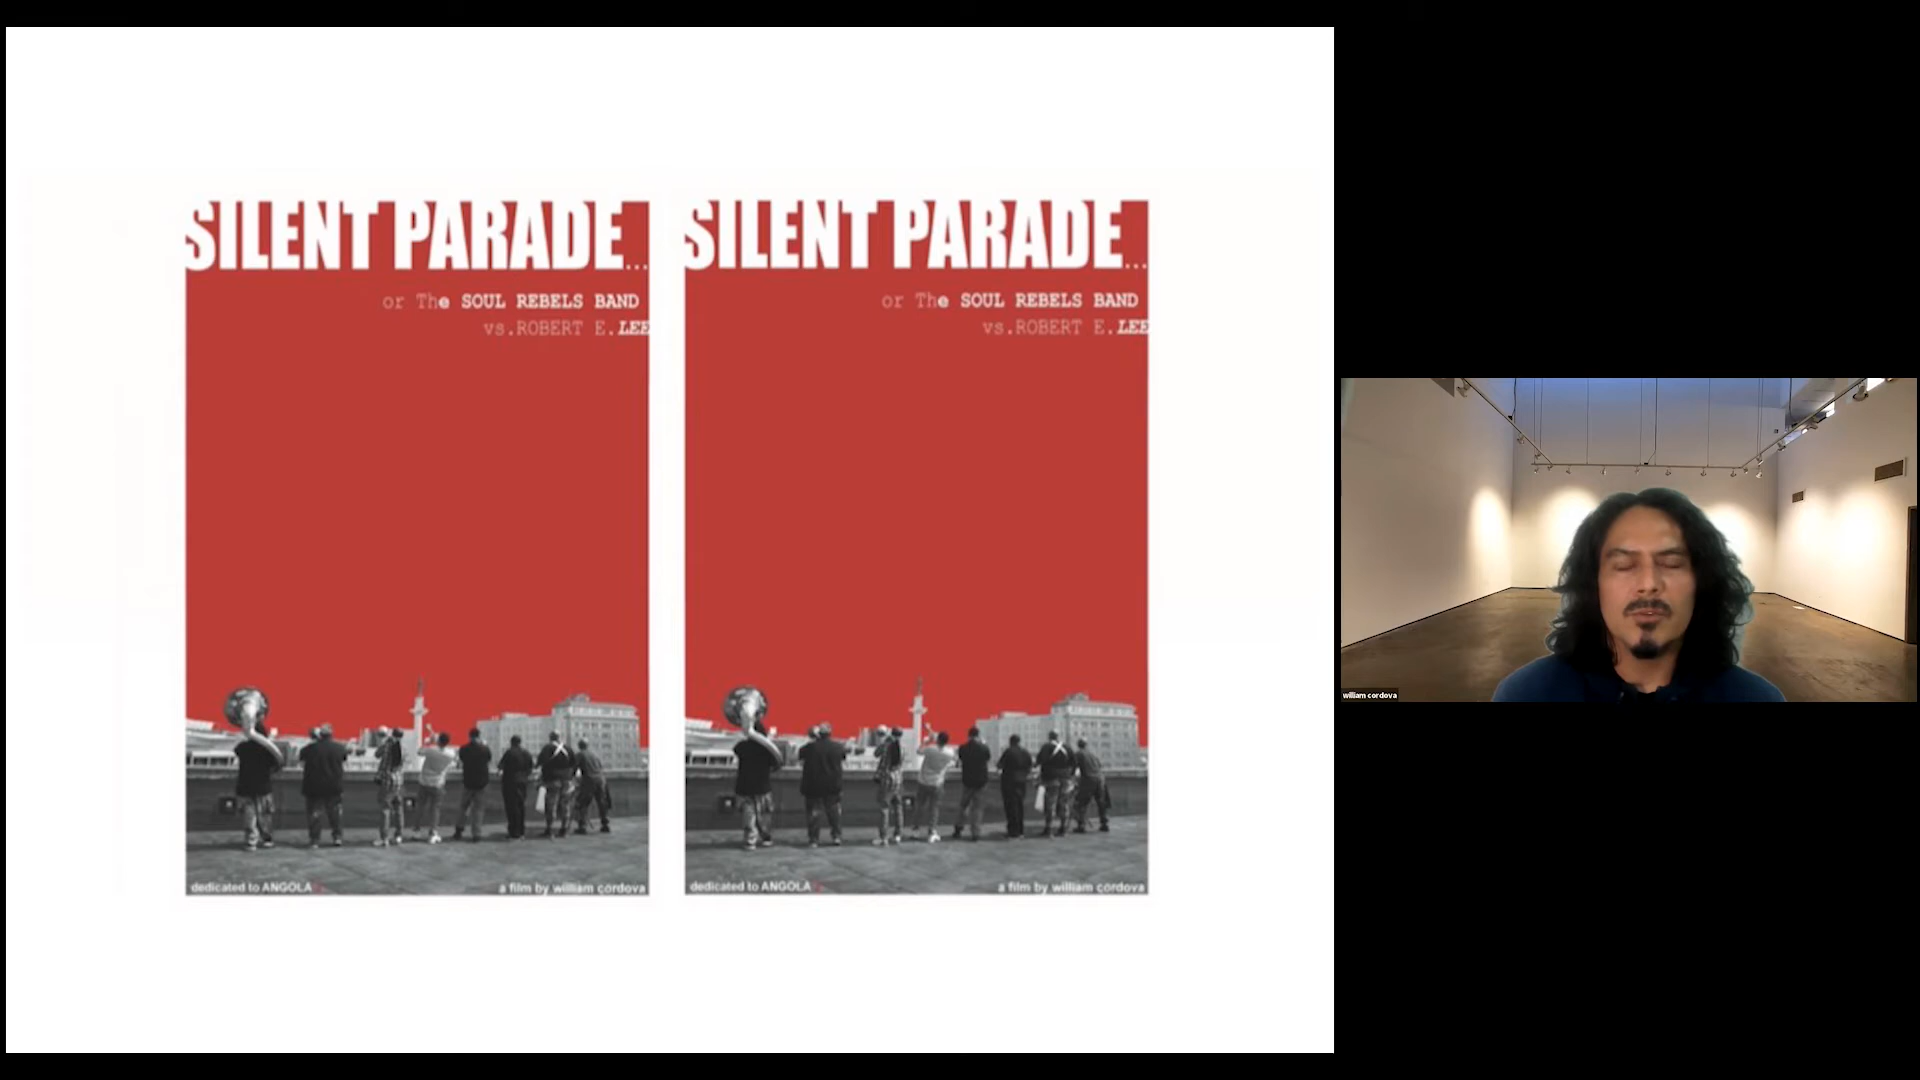 SILENT PARADE...
or The SOUL REBELS BAND
vs.ROBERT E.LEE
dedicated to ANGOLA
a film by william cordova
SILENT PARADE...
or The SOUL REBELS BAND
vs.ROBERT E.LEE
dedicated to ANGOLA
a film by william cordova
william cordova